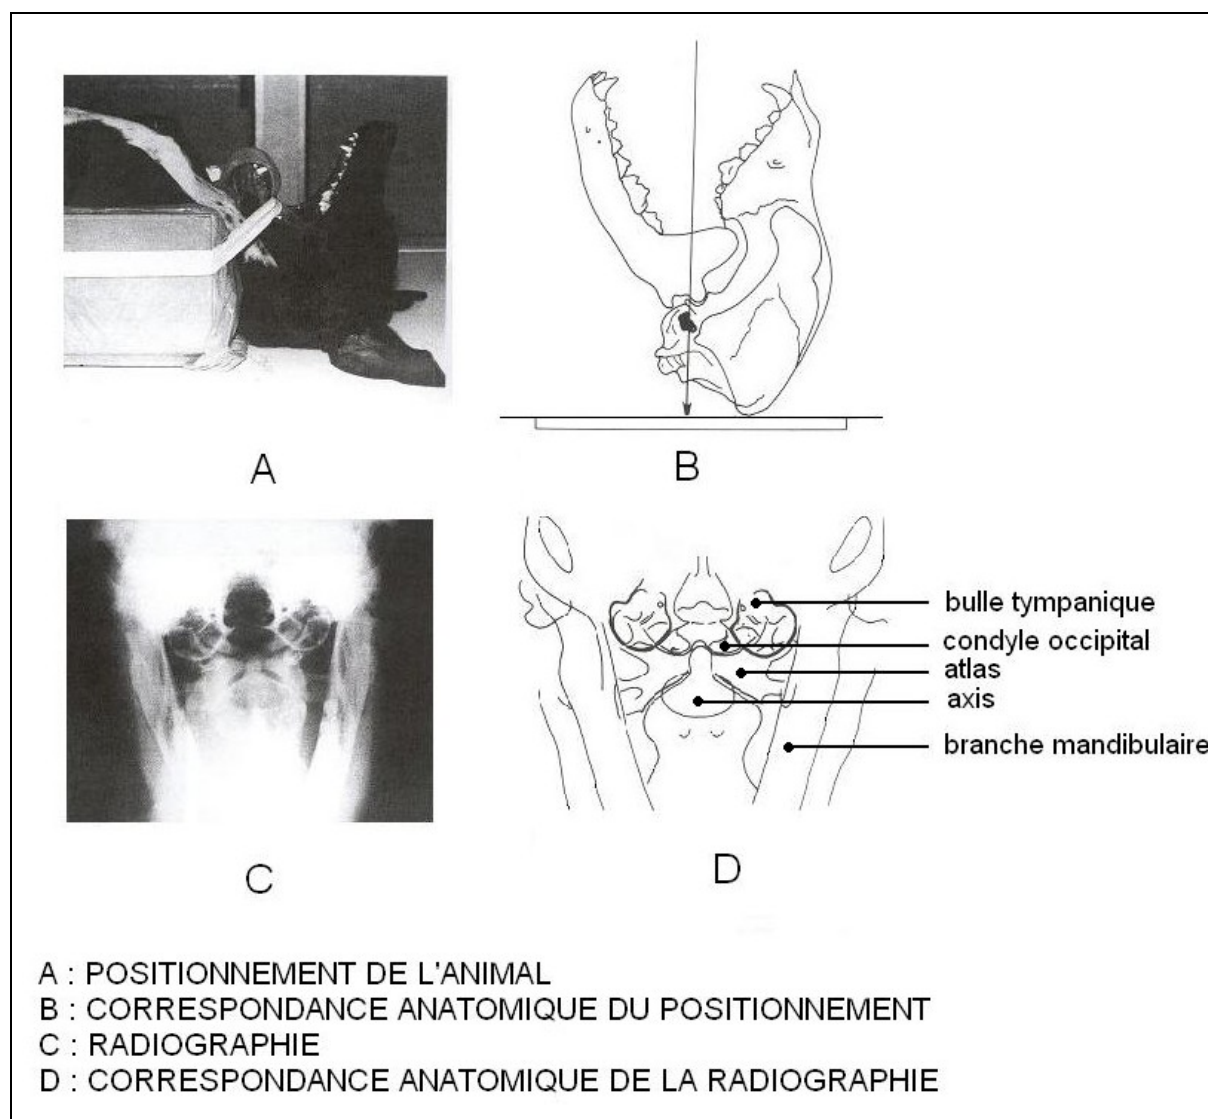 A
B
bulle tympanique
condyle occipital
atlas
axis
branche mandibulaire
C
D
A : POSITIONNEMENT DE L'ANIMAL
B : CORRESPONDANCE ANATOMIQUE DU POSITIONNEMENT
C : RADIOGRAPHIE
D : CORRESPONDANCE ANATOMIQUE DE LA RADIOGRAPHIE